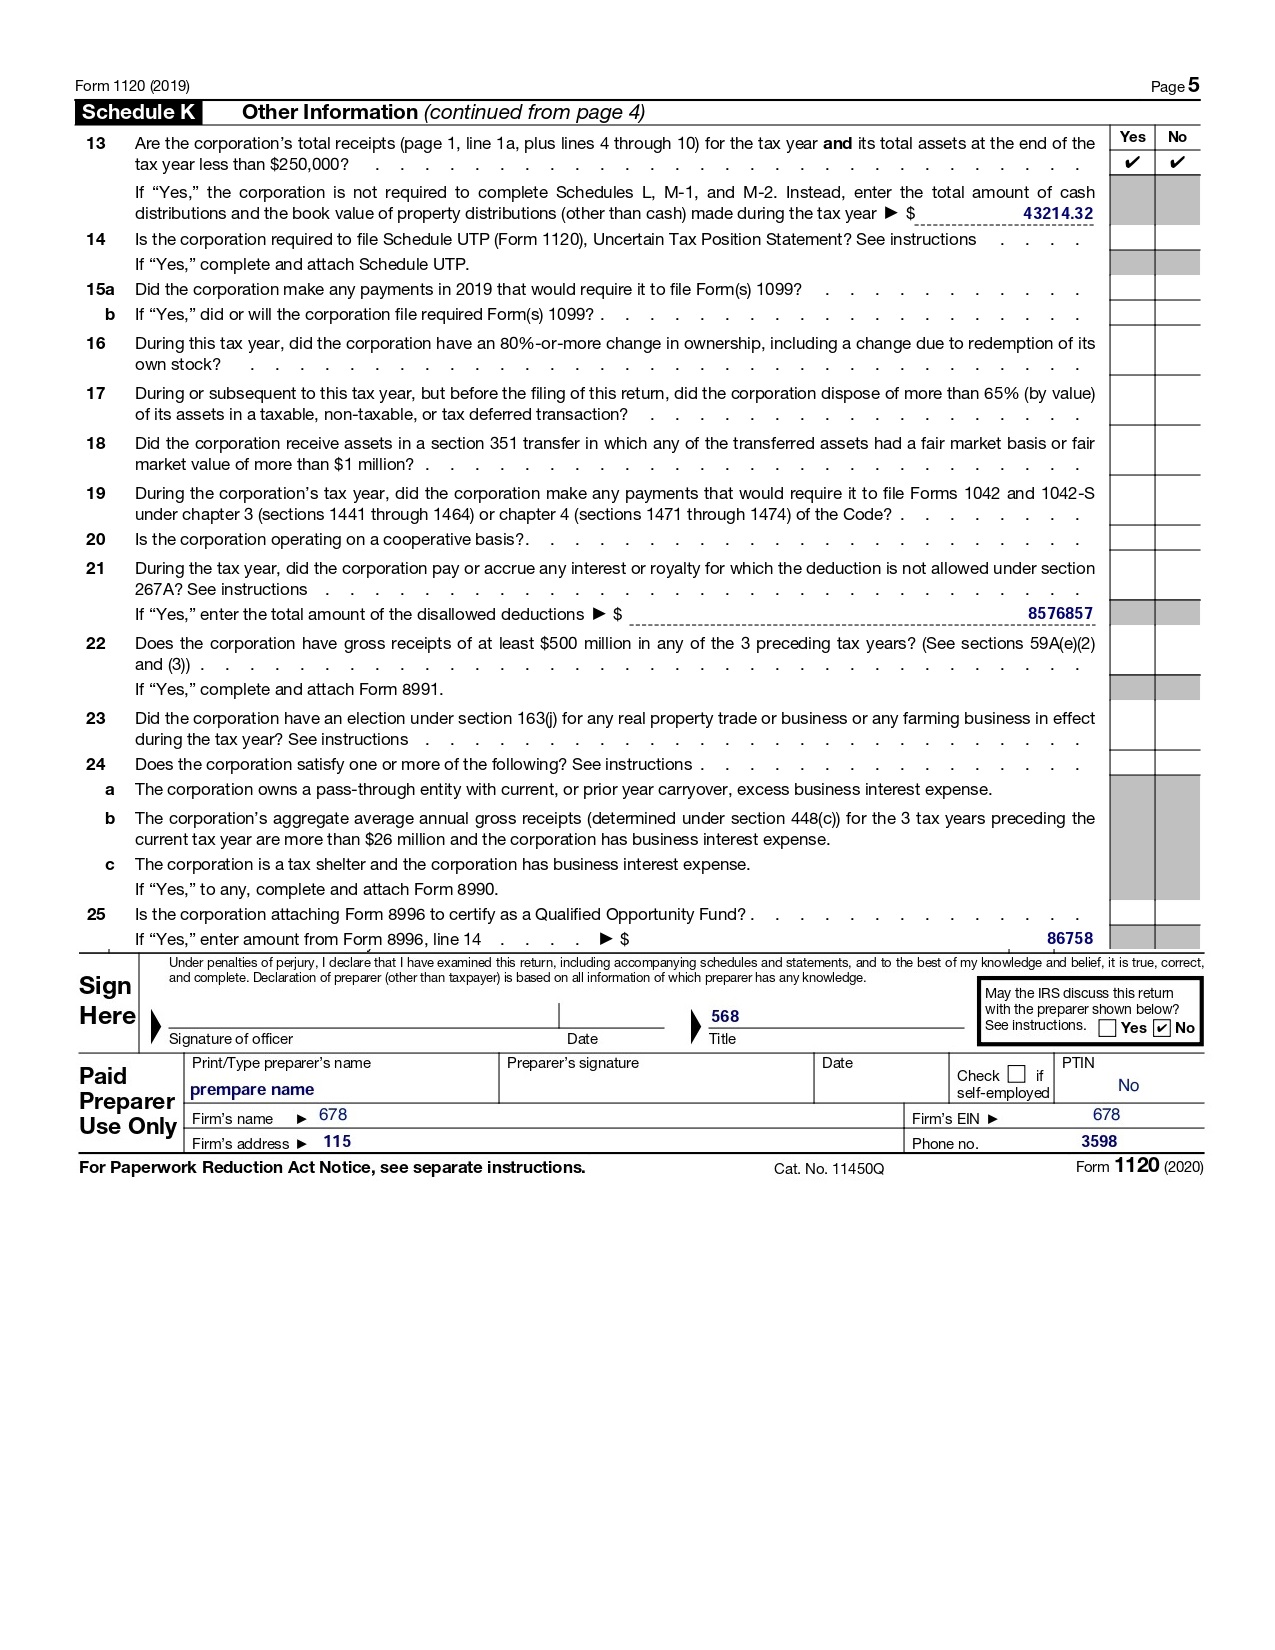 Form 1120 (2019) Page 5
Schedule K Other Information (continued from page 4)
Yes No
13 Are the corporation’s total receipts (page 1, line 1a, plus lines 4 through 10) for the tax year and its total assets at the end of the
tax year less than $250,000? . . . . . . . . . . . . . . . . . . . . . . . . . . . . . ✔ ✔
If “Yes,” the corporation is not required to complete Schedules L, M-1, and M-2. Instead, enter the total amount of cash
distributions and the book value of property distributions (other than cash) made during the tax year ▶ $ 43214.32
14 Is the corporation required to file Schedule UTP (Form 1120), Uncertain Tax Position Statement? See instructions . . . .
If “Yes,” complete and attach Schedule UTP.
15a Did the corporation make any payments in 2019 that would require it to file Form(s) 1099? . . . . . . . . . . .
b If “Yes,” did or will the corporation file required Form(s) 1099? . . . . . . . . . . . . . . . . . . . .
16 During this tax year, did the corporation have an 80%-or-more change in ownership, including a change due to redemption of its
own stock? . . . . . . . . . . . . . . . . . . . . . . . . . . . . . . . . . .
17 During or subsequent to this tax year, but before the filing of this return, did the corporation dispose of more than 65% (by value)
of its assets in a taxable, non-taxable, or tax deferred transaction? . . . . . . . . . . . . . . . . . .
18 Did the corporation receive assets in a section 351 transfer in which any of the transferred assets had a fair market basis or fair
market value of more than $1 million? . . . . . . . . . . . . . . . . . . . . . . . . . . .
19 During the corporation’s tax year, did the corporation make any payments that would require it to file Forms 1042 and 1042-S
under chapter 3 (sections 1441 through 1464) or chapter 4 (sections 1471 through 1474) of the Code? . . . . . . . .
20 Is the corporation operating on a cooperative basis?. . . . . . . . . . . . . . . . . . . . . . .
21 During the tax year, did the corporation pay or accrue any interest or royalty for which the deduction is not allowed under section
267A? See instructions . . . . . . . . . . . . . . . . . . . . . . . . . . . . . . .
If “Yes,” enter the total amount of the disallowed deductions ▶ $ 8576857
22 Does the corporation have gross receipts of at least $500 million in any of the 3 preceding tax years? (See sections 59A(e)(2)
and (3)) . . . . . . . . . . . . . . . . . . . . . . . . . . . . . . . . . . . .
If “Yes,” complete and attach Form 8991.
23 Did the corporation have an election under section 163(j) for any real property trade or business or any farming business in effect
during the tax year? See instructions . . . . . . . . . . . . . . . . . . . . . . . . . . .
24 Does the corporation satisfy one or more of the following? See instructions . . . . . . . . . . . . . . . .
a The corporation owns a pass-through entity with current, or prior year carryover, excess business interest expense.
b The corporation’s aggregate average annual gross receipts (determined under section 448(c)) for the 3 tax years preceding the
current tax year are more than $26 million and the corporation has business interest expense.
c The corporation is a tax shelter and the corporation has business interest expense.
If “Yes,” to any, complete and attach Form 8990.
25 Is the corporation attaching Form 8996 to certify as a Qualified Opportunity Fund? . . . . . . . . . . . . . .
If “Yes,” enter amount from Form 8996, line 14 . . . . ▶ $ 86758
Under penalties of perjury, I declare that I have examined this return, including accompanying schedules and statements, and to the best of my knowledge and belief, it is true, correct,
and complete. Declaration of preparer (other than taxpayer) is based on all information of which preparer has any knowledge.
Sign
Here
568
Signature of officer Date Title
May the IRS discuss this return
with the preparer shown below?
See instructions. Yes ✔ No
Paid
Preparer
Use Only
Print/Type preparer’s name Preparer’s signature Date Check if PTIN
self-employed
prempare name No
Firm’s name ▶ 678 Firm’s EIN ▶ 678
Firm’s address ▶ 115 Phone no. 3598
For Paperwork Reduction Act Notice, see separate instructions. Cat. No. 11450Q Form 1120 (2020)